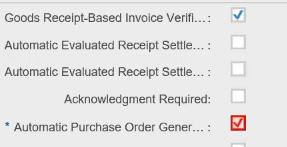 Goods Receipt-Based Invoice Verifi... :
Automatic Evaluated Receipt Settle... :
Automatic Evaluated Receipt Settle... :
Acknowledgment Required:
* Automatic Purchase Order Gener... :